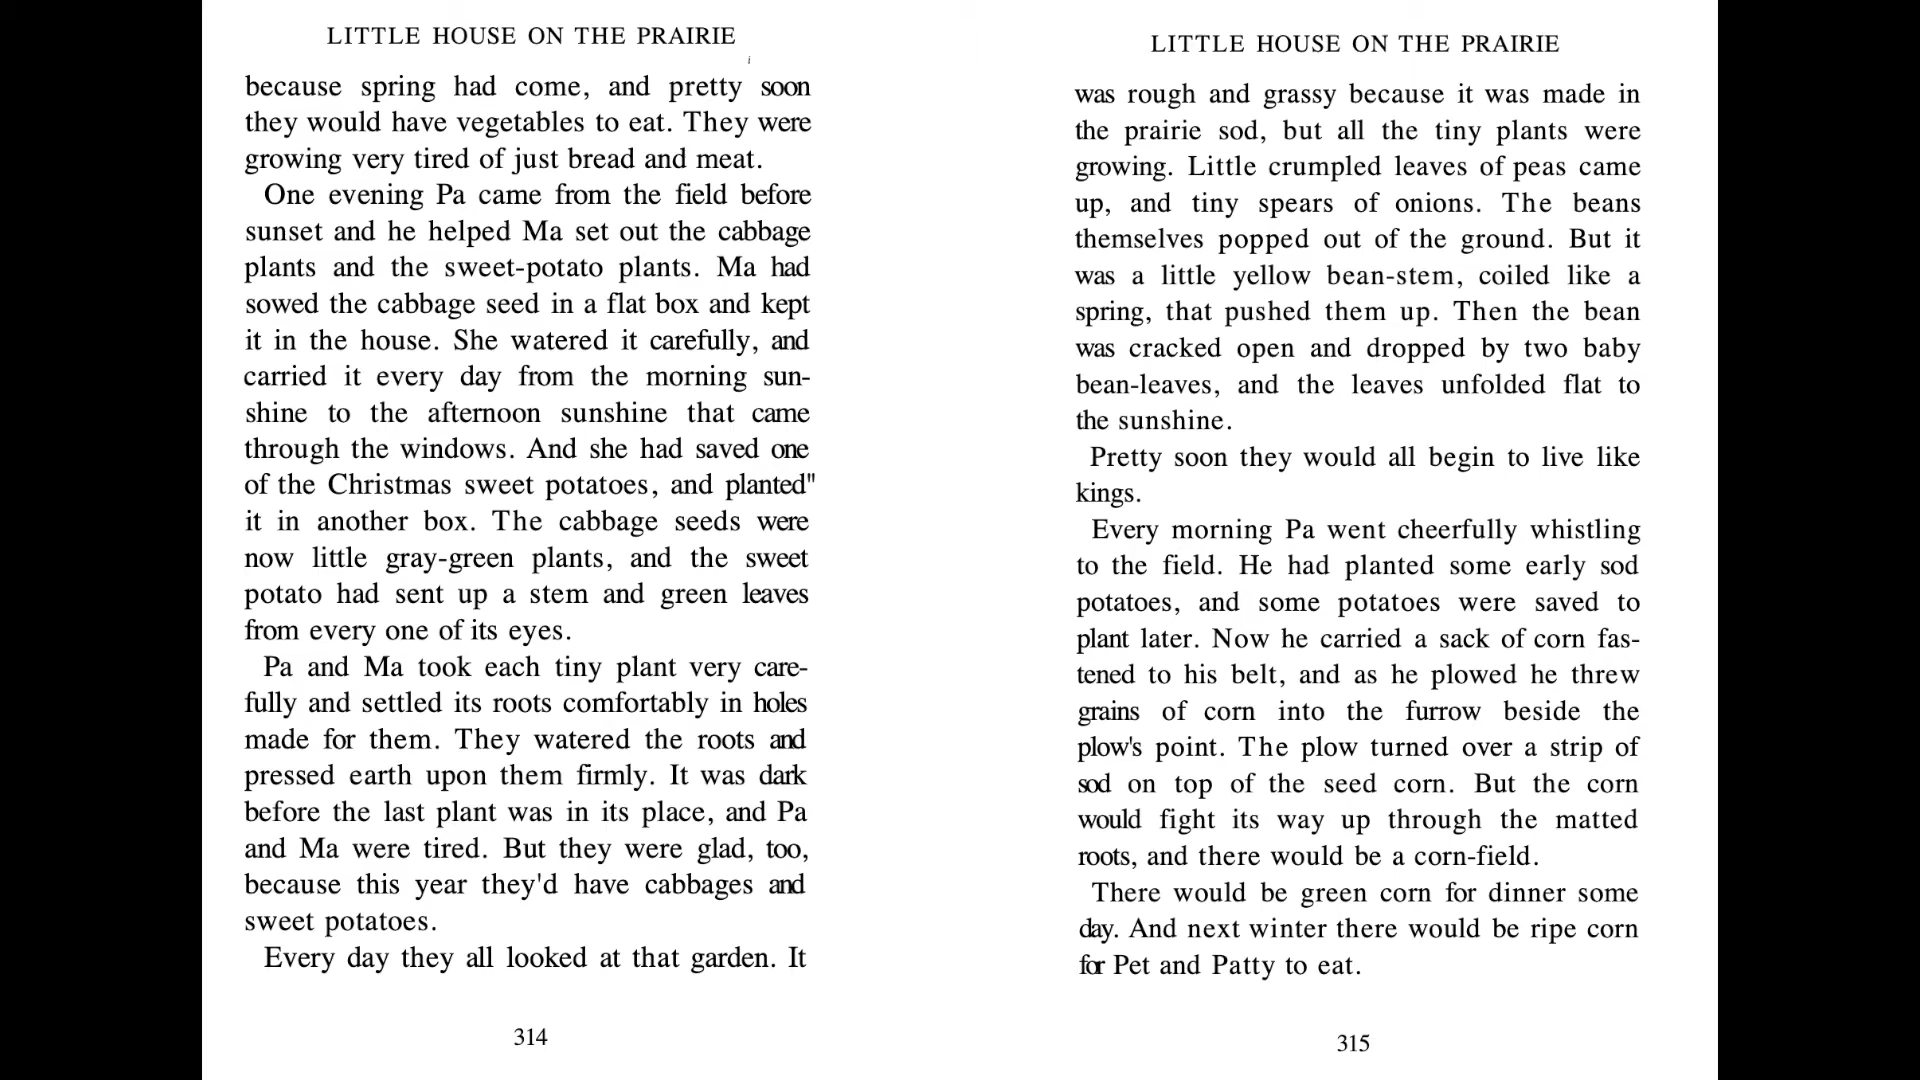 LITTLE HOUSE ON THE PRAIRIE
i
because spring had come, and pretty soon
they would have vegetables to eat. They were
growing very tired of just bread and meat.
One evening Pa came from the field before
sunset and he helped Ma set out the cabbage
plants and the sweet-potato plants. Ma had
sowed the cabbage seed in a flat box and kept
it in the house. She watered it carefully, and
carried it every day from the morning sun-
shine to the afternoon sunshine that came
through the windows. And she had saved one
of the Christmas sweet potatoes, and planted"
it in another box. The cabbage seeds were
now little gray-green plants, and the sweet
potato had sent up a stem and green leaves
from every one of its eyes.
Pa and Ma took each tiny plant very care-
fully and settled its roots comfortably in holes
made for them. They watered the roots and
pressed earth upon them firmly. It was dark
before the last plant was in its place, and Pa
and Ma were tired. But they were glad, too,
because this year they'd have cabbages and
sweet potatoes.
Every day they all looked at that garden. It
314
LITTLE HOUSE ON THE PRAIRIE
was rough and grassy because it was made in
the prairie sod, but all the tiny plants were
growing. Little crumpled leaves of peas came
up, and tiny spears of onions. The beans
themselves popped out of the ground. But it
was a little yellow bean-stem, coiled like a
spring, that pushed them up. Then the bean
was cracked open and dropped by two baby
bean-leaves, and the leaves unfolded flat to
the sunshine.
Pretty soon they would all begin to live like
kings.
Every morning Pa went cheerfully whistling
to the field. He had planted some early sod
potatoes, and some potatoes were saved to
plant later. Now he carried a sack of corn fas-
tened to his belt, and as he plowed he threw
grains of corn into the furrow beside the
plow's point. The plow turned over a strip of
sod on top of the seed corn. But the corn
would fight its way up through the matted
roots, and there would be a corn-field.
There would be green corn for dinner some
day. And next winter there would be ripe corn
for Pet and Patty to eat.
315